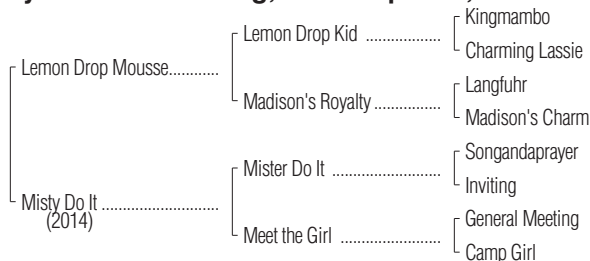 Kingmambo
Lemon Drop Kid ..................
Charming Lassie
Lemon Drop Mousse............
Langfuhr
Madison's Royalty ................
Madison's Charm
Songandaprayer
Mister Do It ..........................
Inviting
Misty Do It ............................
(2014)
General Meeting
Meet the Girl ........................
Camp Girl